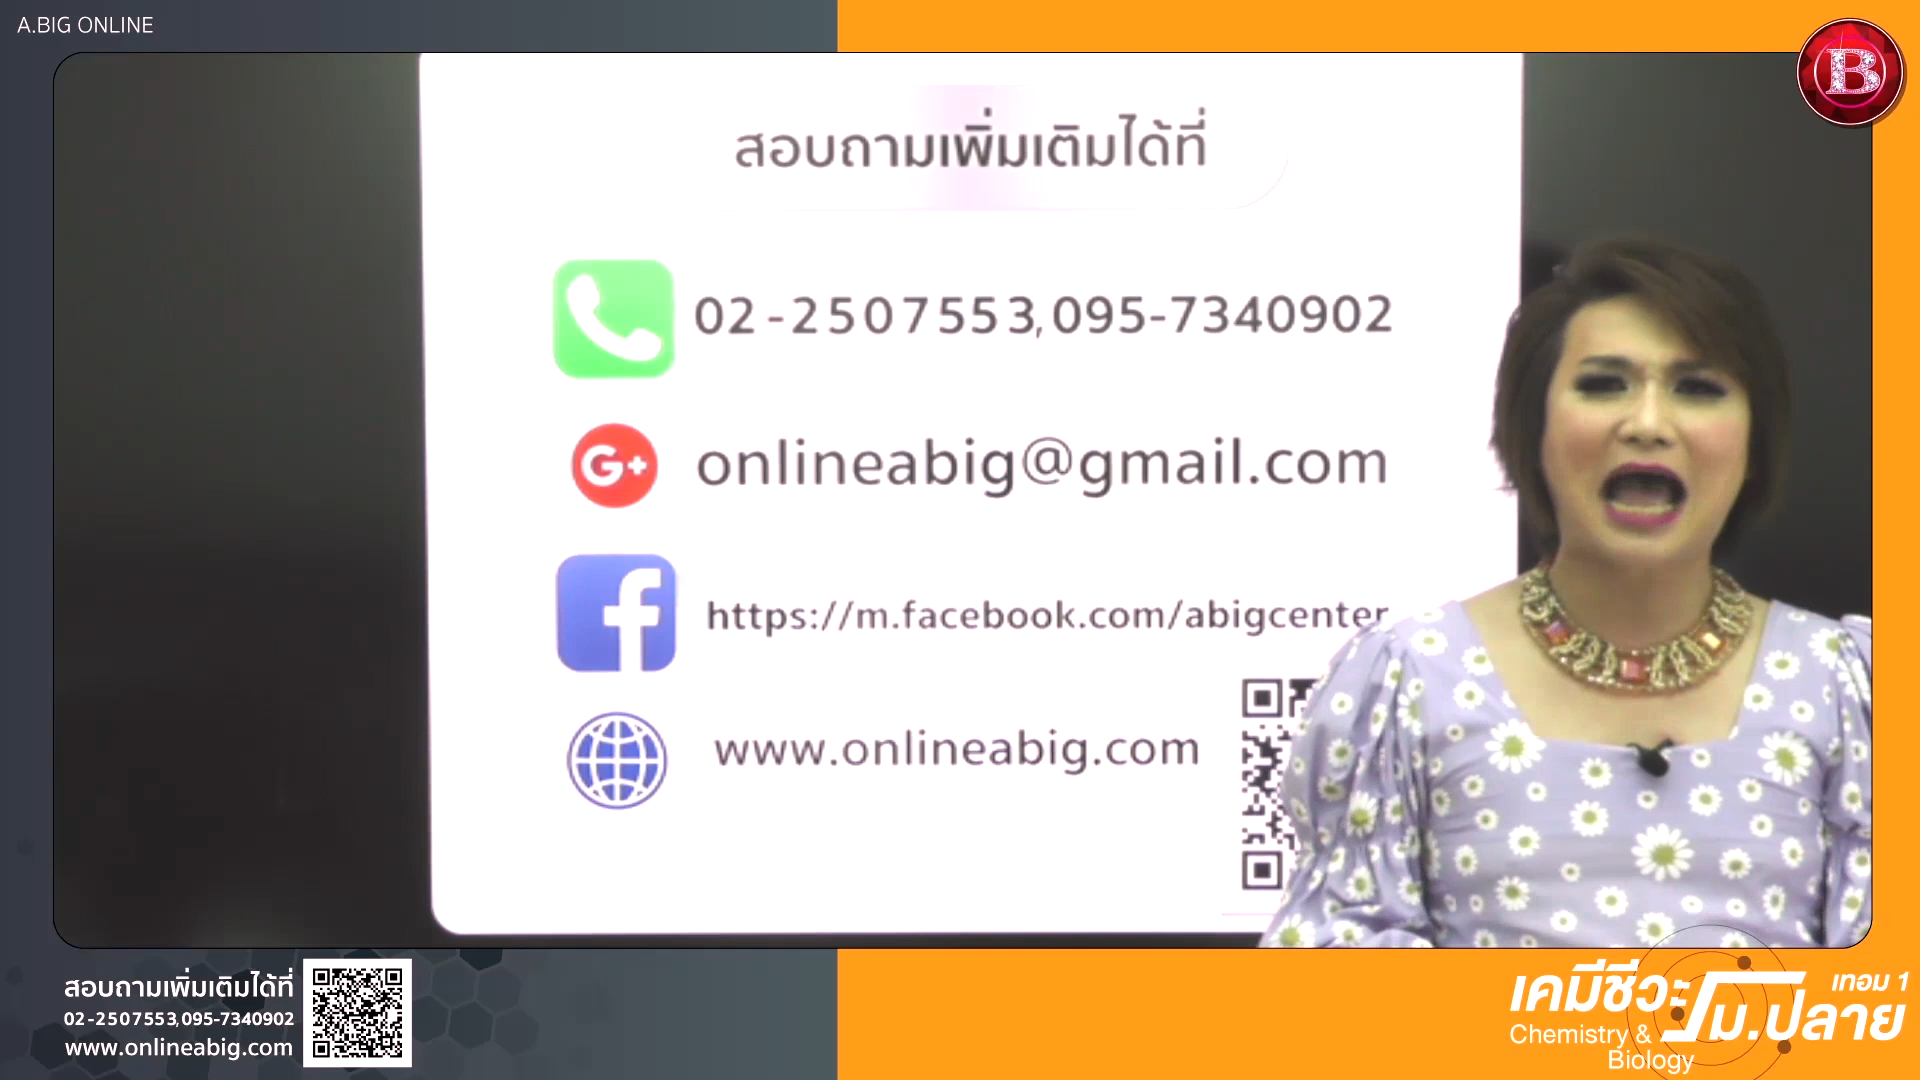 A.BIG ONLINE
B
สอบถามเพิ่มเติมได้ที่
02-2507553,095-7340902
G+ onlineabig@gmail.com
f https://m.facebook.com/abigcenter
www.onlineabig.com
สอบถามเพิ่มเติมได้ที่
02-2507553,095-7340902
www.onlineabig.com
เคมีชีวะ ม.ปลาย เทอม 1
Chemistry &
Biology